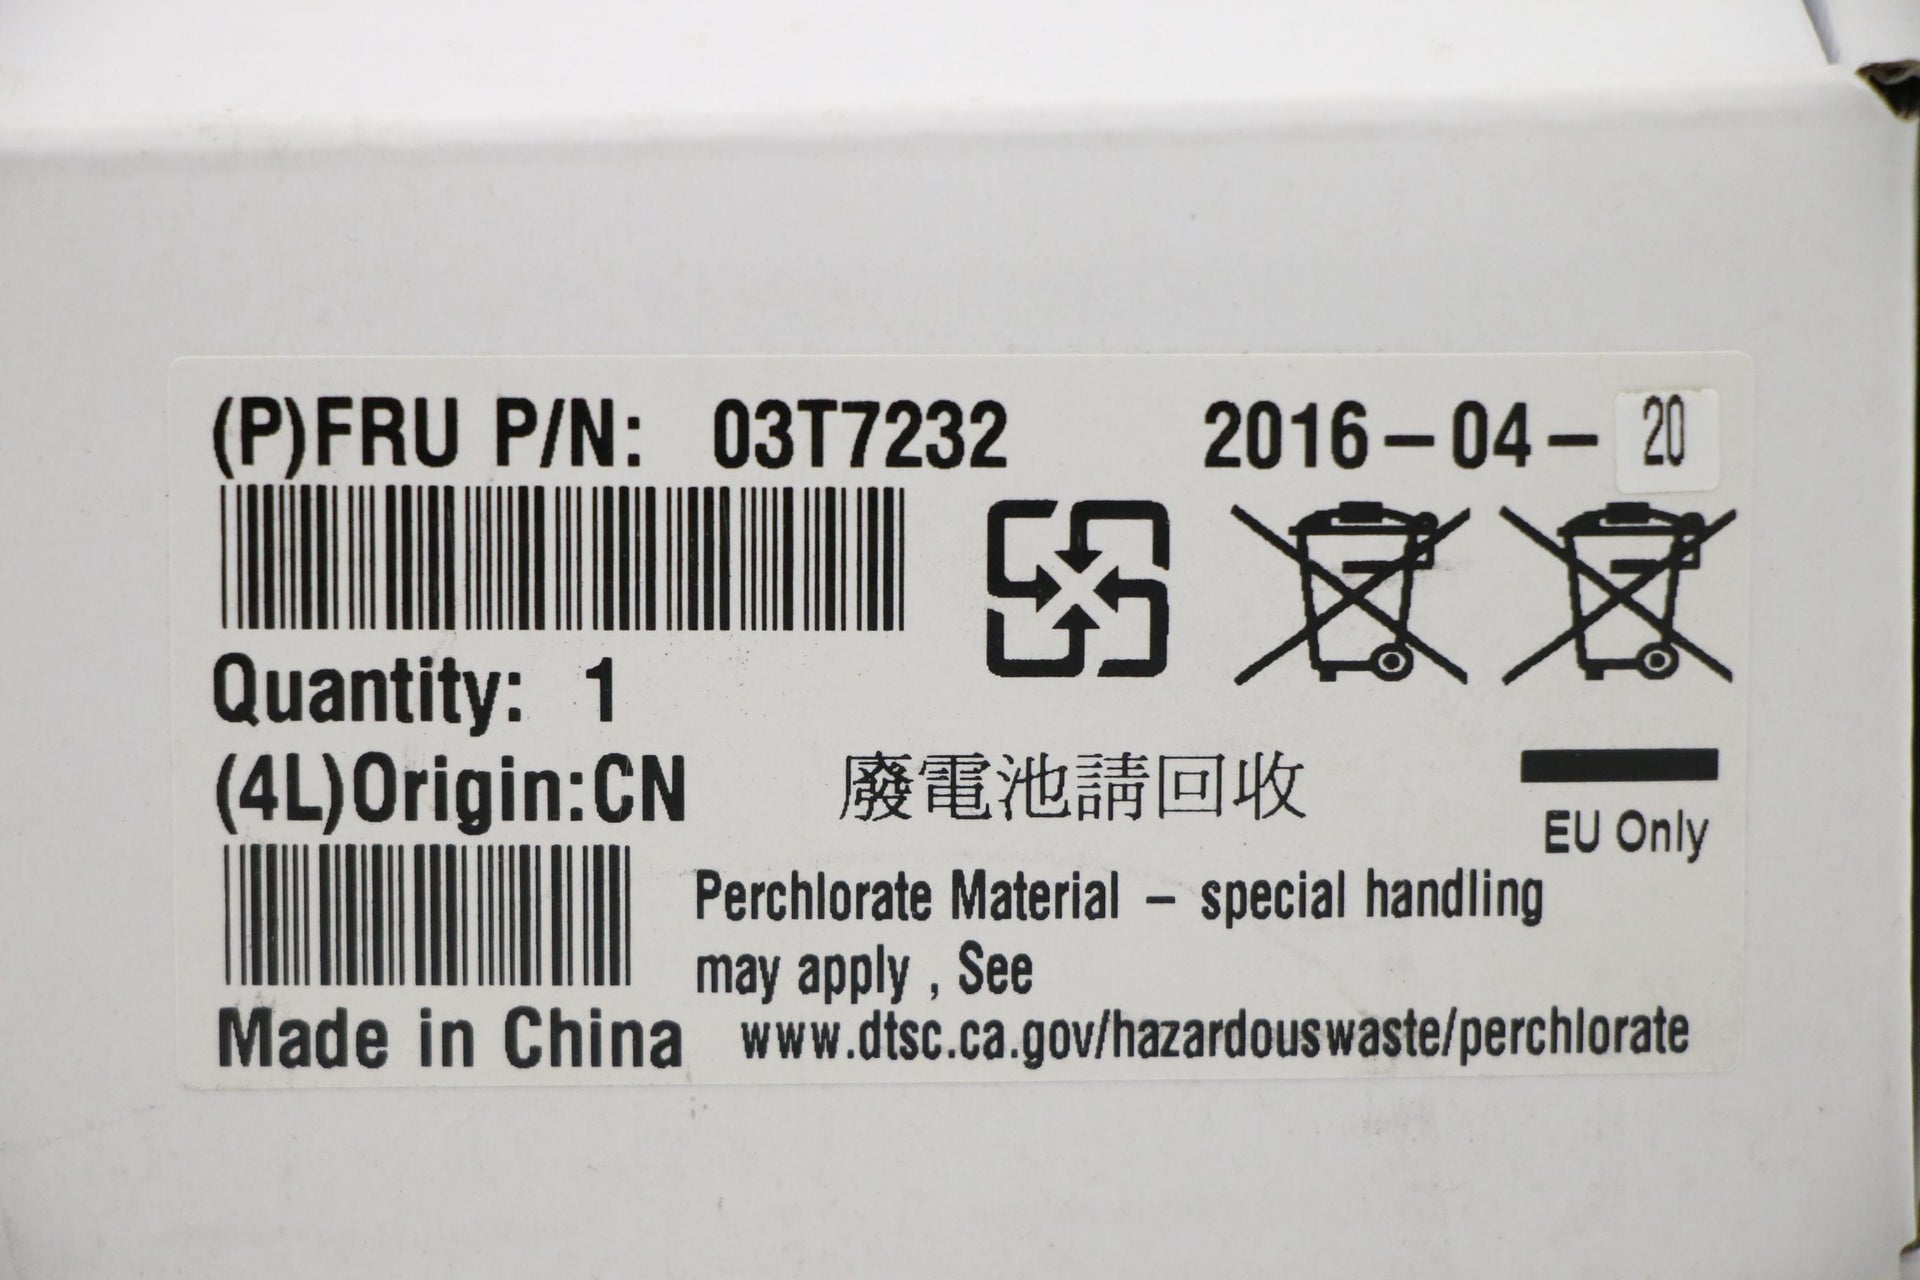 (P)FRU P/N: 03T7232 2016-04-20
Quantity: 1
(4L)Origin:CN
廢電池請回收
EU Only
Perchlorate Material - special handling
may apply , See
Made in China
www.dtsc.ca.gov/hazardouswaste/perchlorate